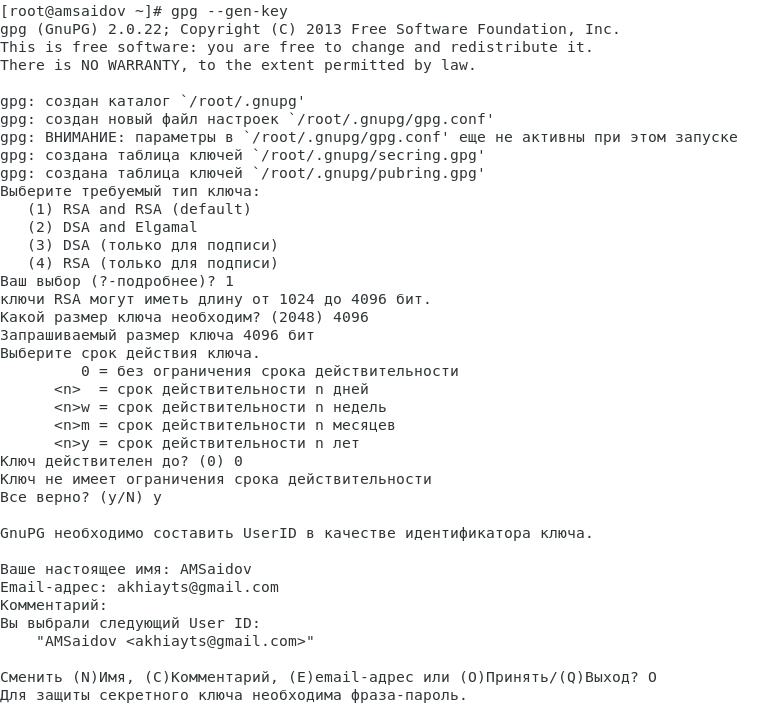 [root@amsaidov ~]# gpg --gen-key
gpg (GnuPG) 2.0.22; Copyright (C) 2013 Free Software Foundation, Inc.
This is free software: you are free to change and redistribute it.
There is NO WARRANTY, to the extent permitted by law.

gpg: создан каталог `/root/.gnupg'
gpg: создан новый файл настроек `/root/.gnupg/gpg.conf'
gpg: ВНИМАНИЕ: параметры в `/root/.gnupg/gpg.conf' еще не активны при этом запуске
gpg: создана таблица ключей `/root/.gnupg/secring.gpg'
gpg: создана таблица ключей `/root/.gnupg/pubring.gpg'
Выберите требуемый тип ключа:
   (1) RSA and RSA (default)
   (2) DSA and Elgamal
   (3) DSA (только для подписи)
   (4) RSA (только для подписи)
Ваш выбор (?-подробнее)? 1
ключи RSA могут иметь длину от 1024 до 4096 бит.
Какой размер ключа необходим? (2048) 4096
Запрашиваемый размер ключа 4096 бит
Выберите срок действия ключа.
         0 = без ограничения срока действительности
      <n>  = срок действительности n дней
      <n>w = срок действительности n недель
      <n>m = срок действительности n месяцев
      <n>y = срок действительности n лет
Ключ действителен до? (0) 0
Ключ не имеет ограничения срока действительности
Все верно? (y/N) y

GnuPG необходимо составить UserID в качестве идентификатора ключа.

Ваше настоящее имя: AMSaidov
Email-адрес: akhiayts@gmail.com
Комментарий:
Вы выбрали следующий User ID:
    "AMSaidov <akhiayts@gmail.com>"

Сменить (N)Имя, (C)Комментарий, (E)email-адрес или (O)Принять/(Q)Выход? O
Для защиты секретного ключа необходима фраза-пароль.